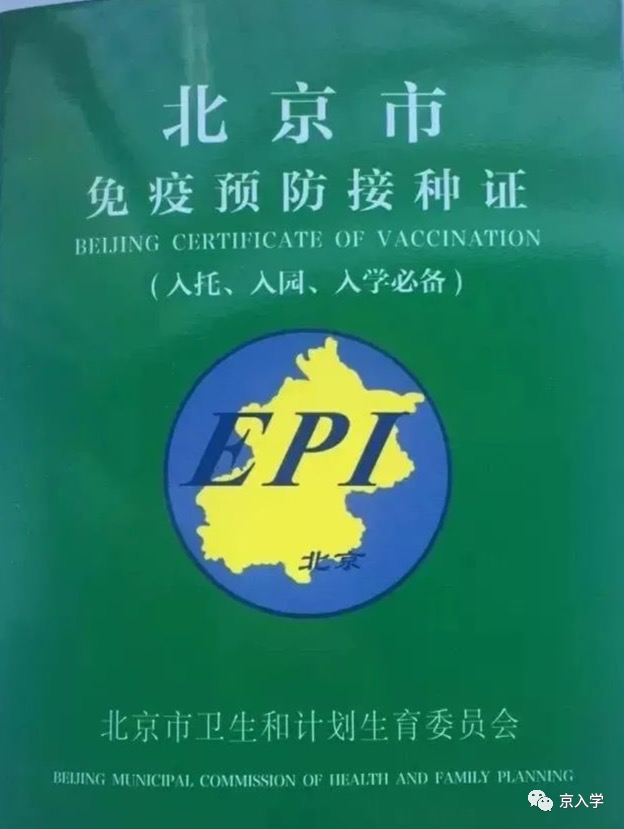 北京市
免疫预防接种证
BEIJING CERTIFICATE OF VACCINATION
（入托、入园、入学必备）
EPI
北京
北京市卫生和计划生育委员会
BEIJING MUNICIPAL COMMISSION OF HEALTH AND FAMILY PLANNING
京入学